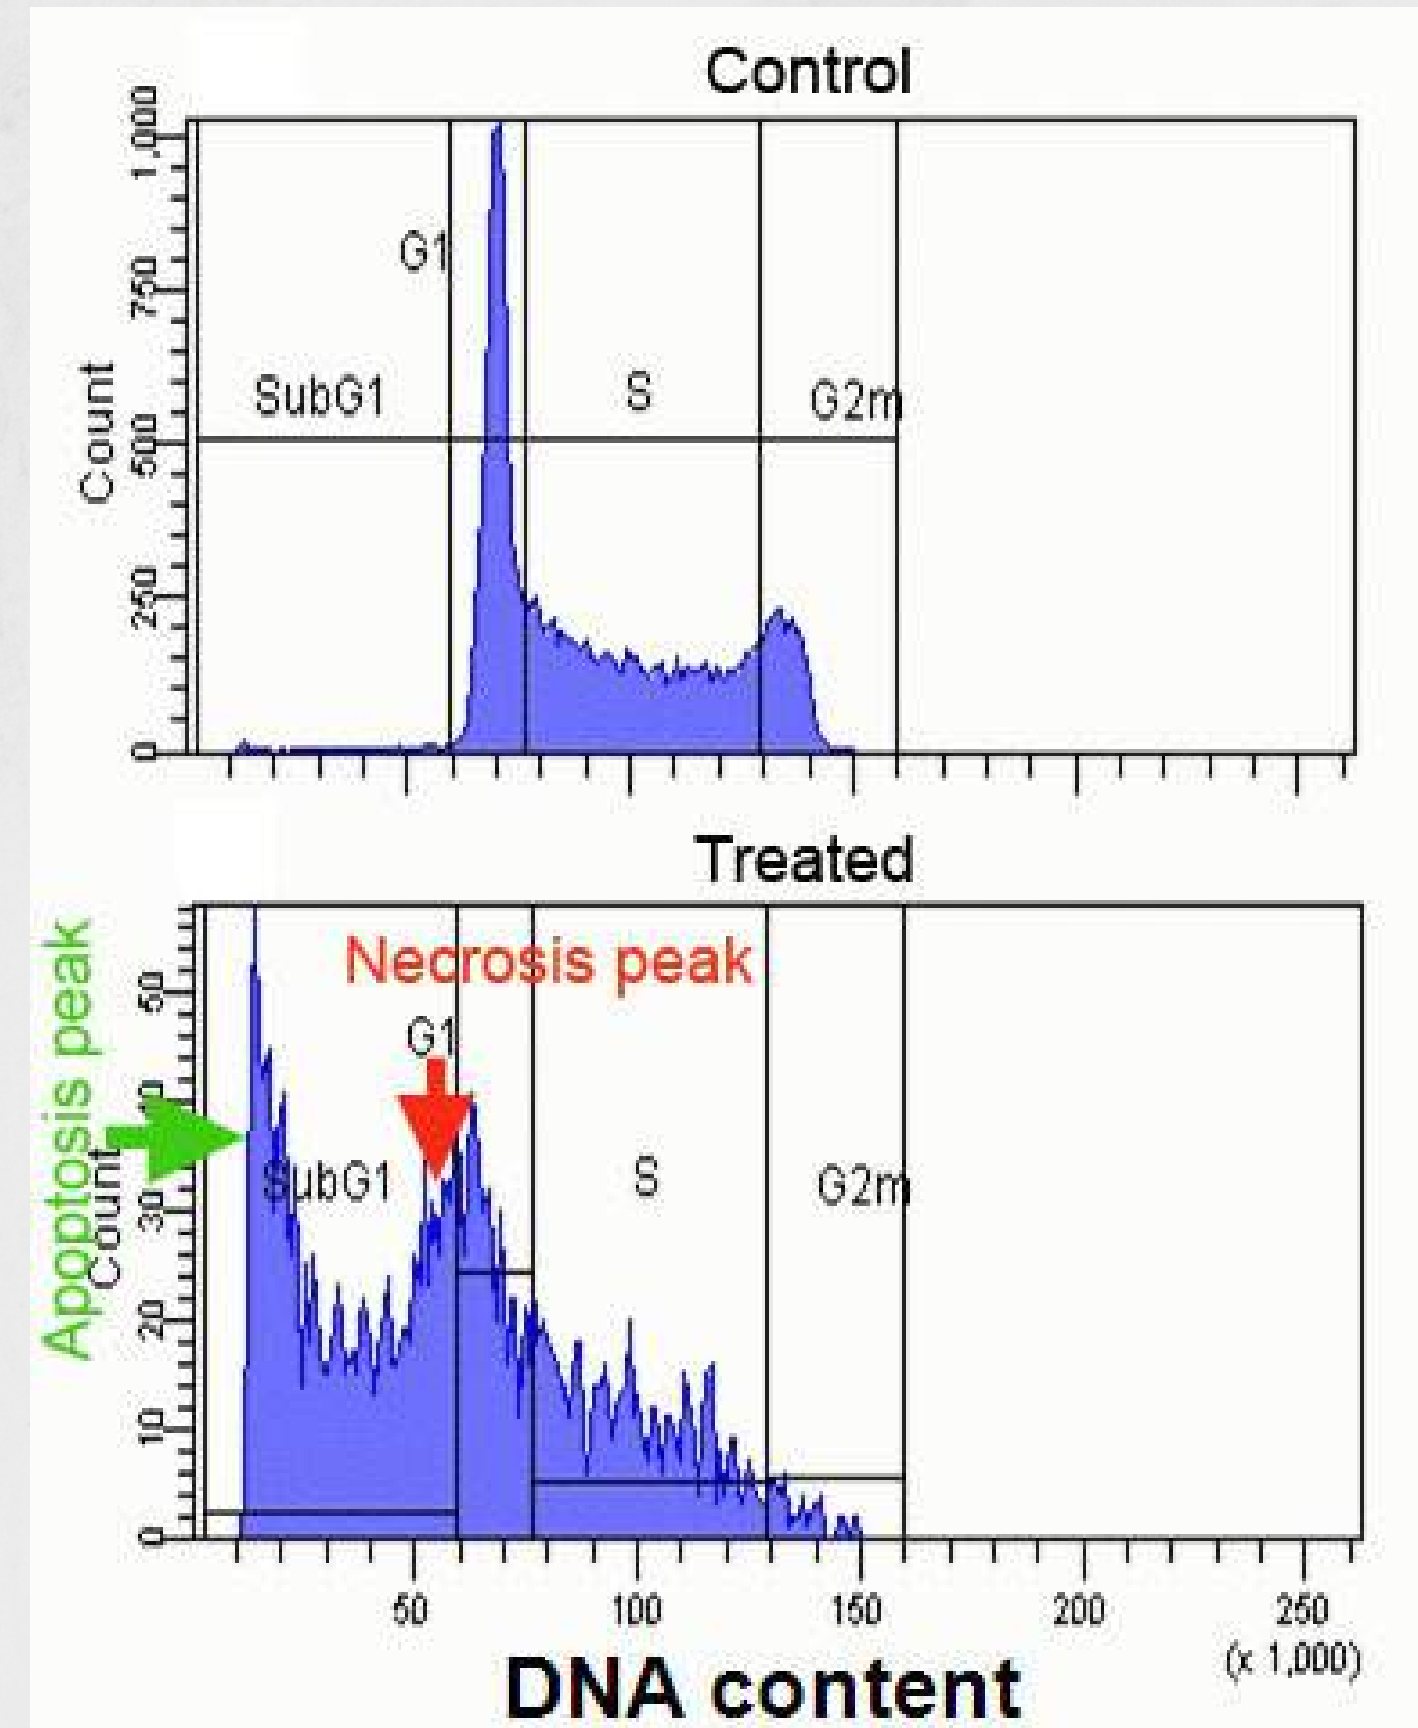 Control
1,000
750
500
250
0
Count
G1
SubG1
S
G2m
Treated
Apoptosis peak
Necrosis peak
Count
50
40
30
20
10
0
G1
SubG1
S
G2m
50
100
150
200
250
(x 1,000)
DNA content